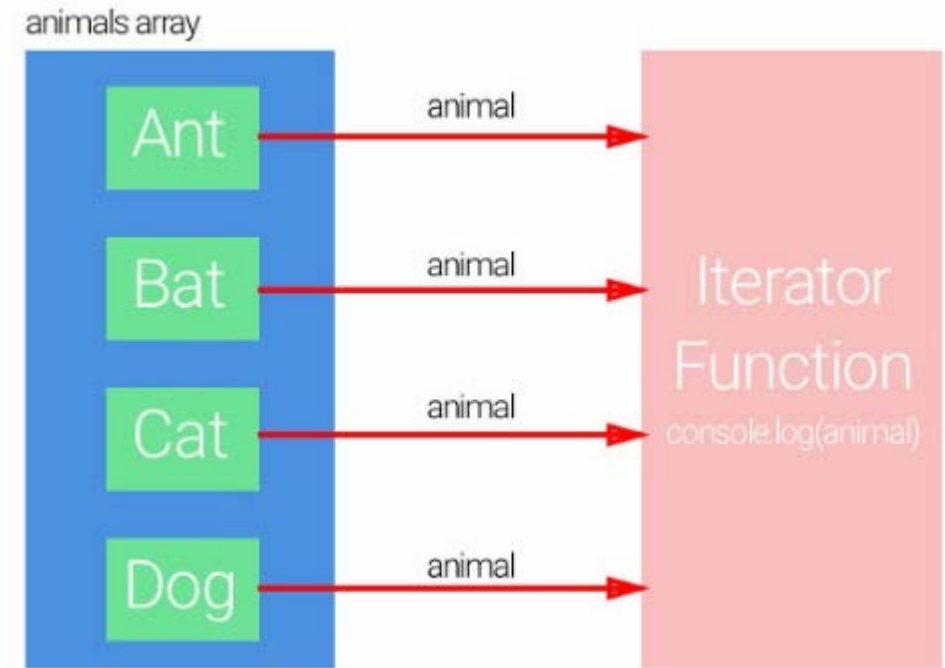 animals array
Ant
animal
Bat
animal
Cat
animal
Dog
animal
Iterator
Function
console.log(animal)